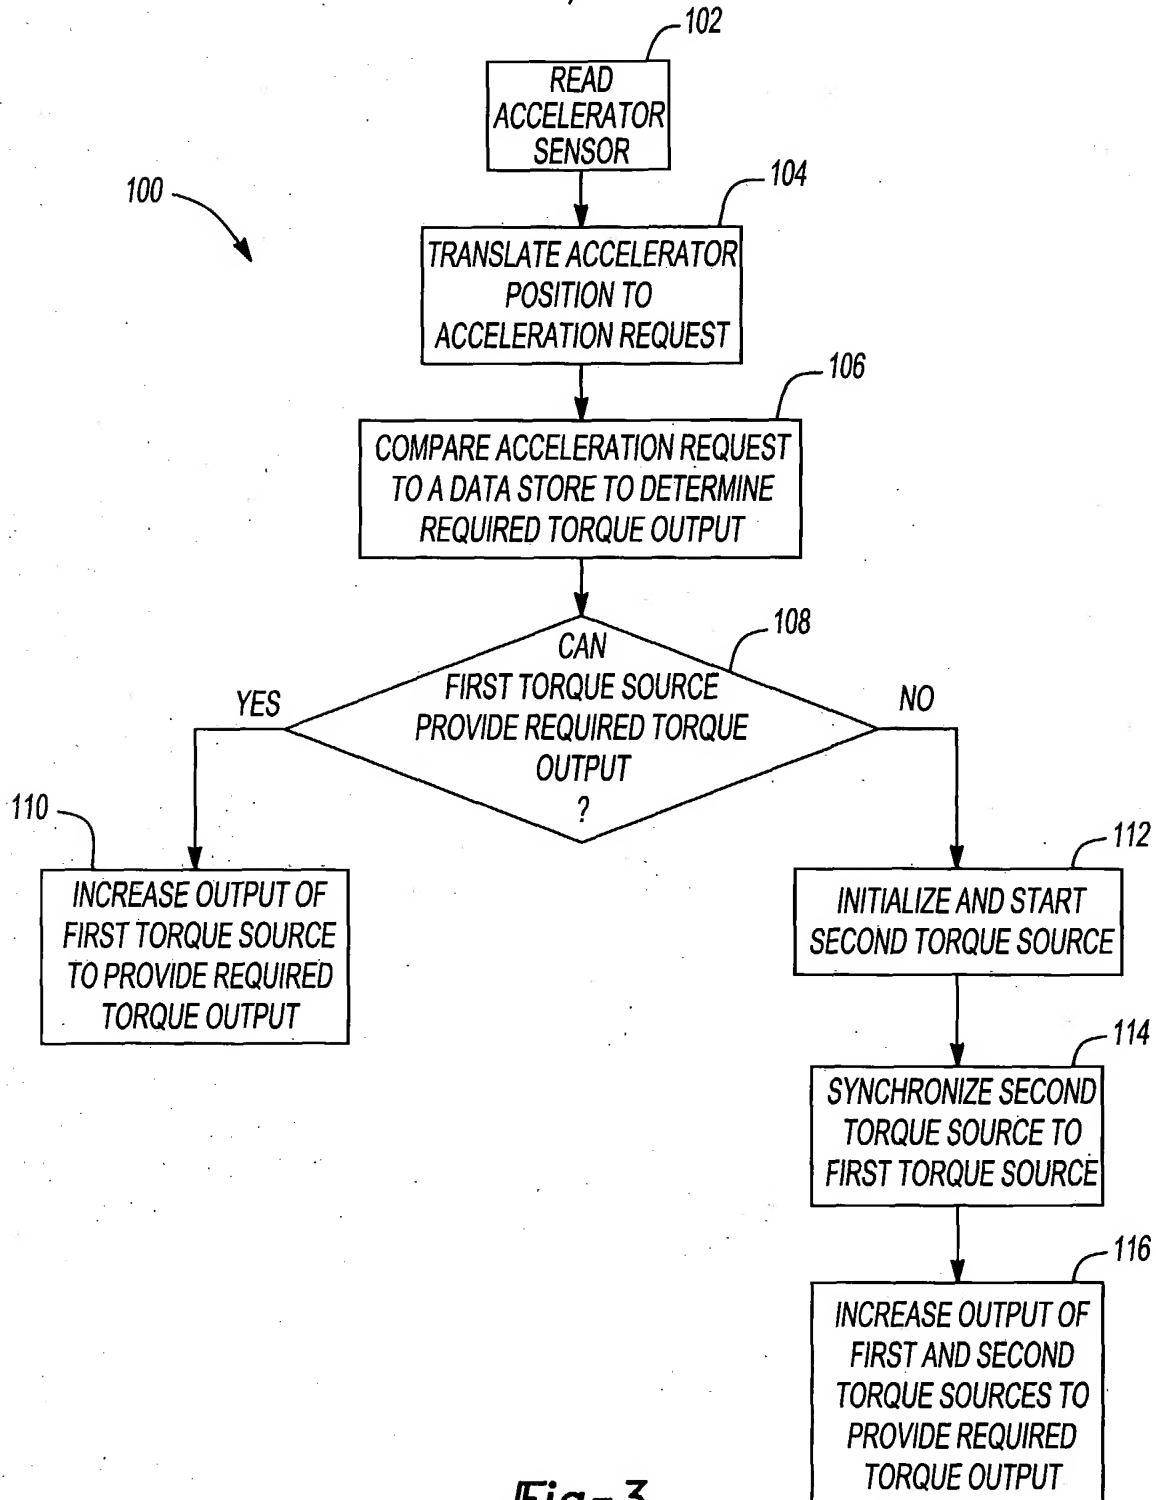 102
READ
ACCELERATOR
SENSOR
100
104
TRANSLATE ACCELERATOR
POSITION TO
ACCELERATION REQUEST
106
COMPARE ACCELERATION REQUEST
TO A DATA STORE TO DETERMINE
REQUIRED TORQUE OUTPUT
108
CAN
FIRST TORQUE SOURCE
PROVIDE REQUIRED TORQUE
OUTPUT
?
YES
NO
110
INCREASE OUTPUT OF
FIRST TORQUE SOURCE
TO PROVIDE REQUIRED
TORQUE OUTPUT
112
INITIALIZE AND START
SECOND TORQUE SOURCE
114
SYNCHRONIZE SECOND
TORQUE SOURCE TO
FIRST TORQUE SOURCE
116
INCREASE OUTPUT OF
FIRST AND SECOND
TORQUE SOURCES TO
PROVIDE REQUIRED
TORQUE OUTPUT
Fig-3